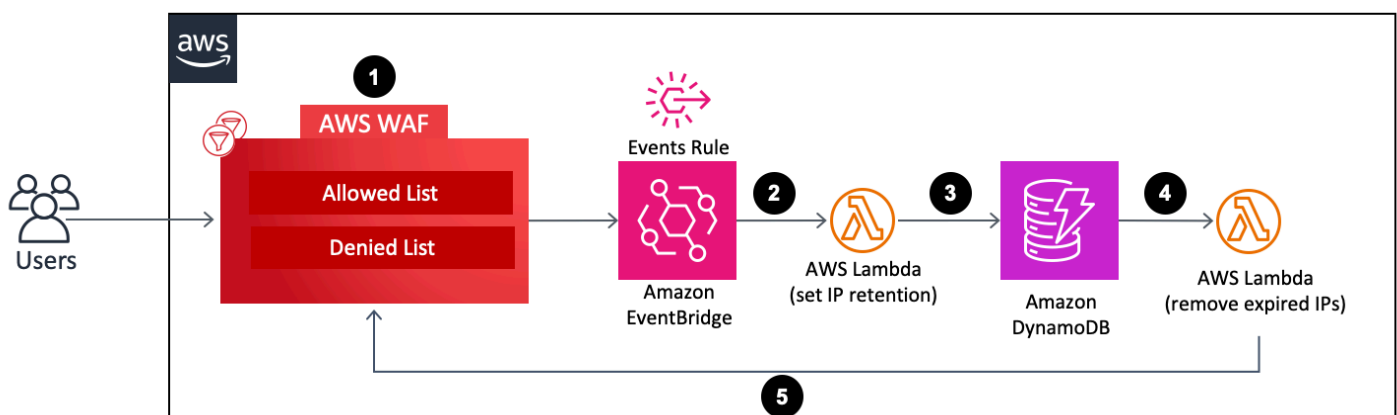 aws
1
AWS WAF
Allowed List
Denied List
Users
Events Rule
Amazon
EventBridge
2
AWS Lambda
(set IP retention)
3
Amazon
DynamoDB
4
AWS Lambda
(remove expired IPs)
5